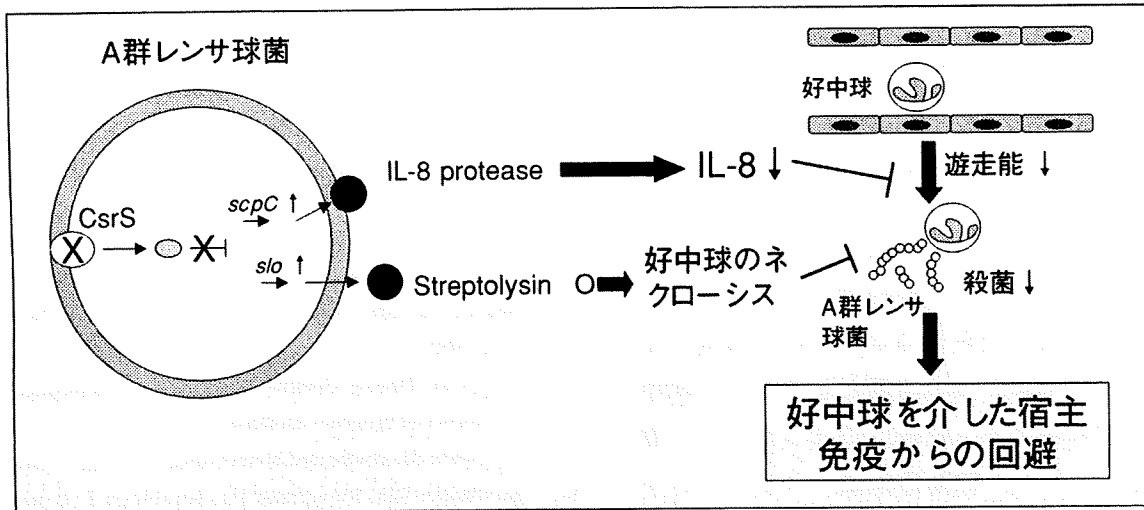 A群レンサ球菌
好中球
IL-8 protease
IL-8 ↓
遊走能 ↓
scpC ↑
CsrS
X
X
slo ↑
Streptolysin O
好中球のネ
クローシス
殺菌 ↓
A群レンサ
球菌
好中球を介した宿主
免疫からの回避